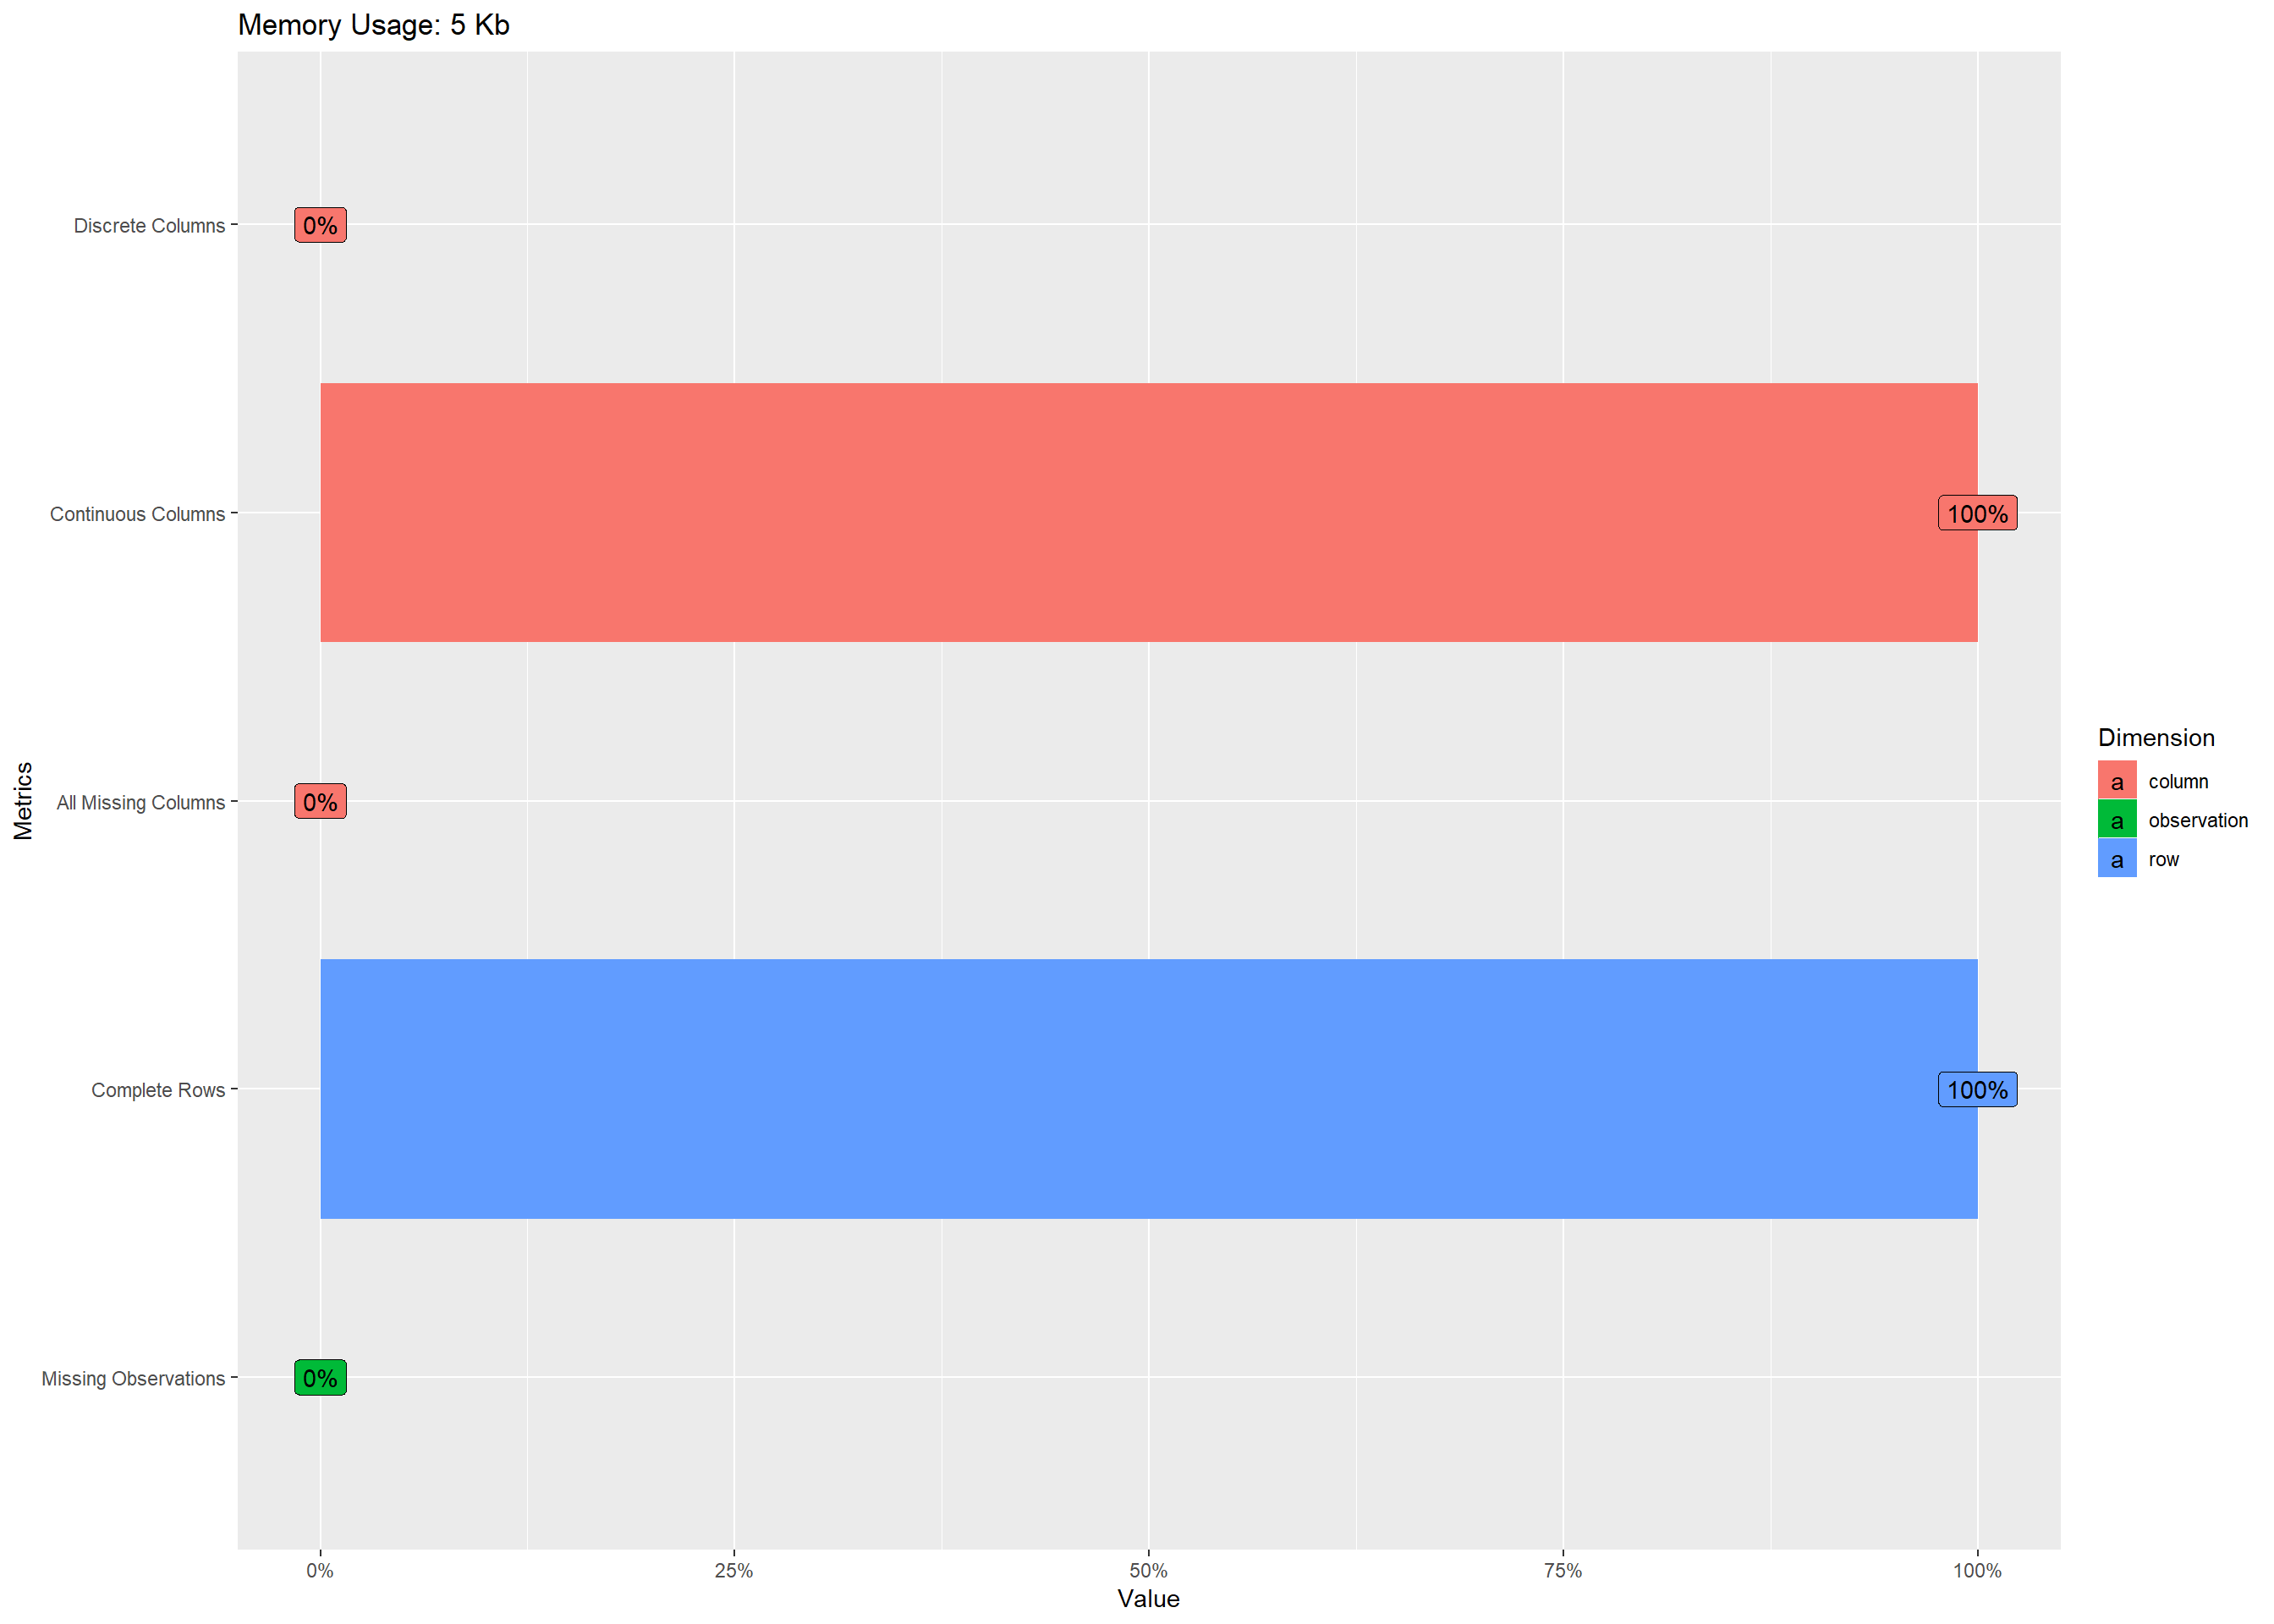 Memory Usage: 5 Kb
Metrics
Discrete Columns
0%
Continuous Columns
100%
All Missing Columns
0%
Complete Rows
100%
Missing Observations
0%
0% 25% 50% 75% 100%
Value
Dimension
a column
a observation
a row